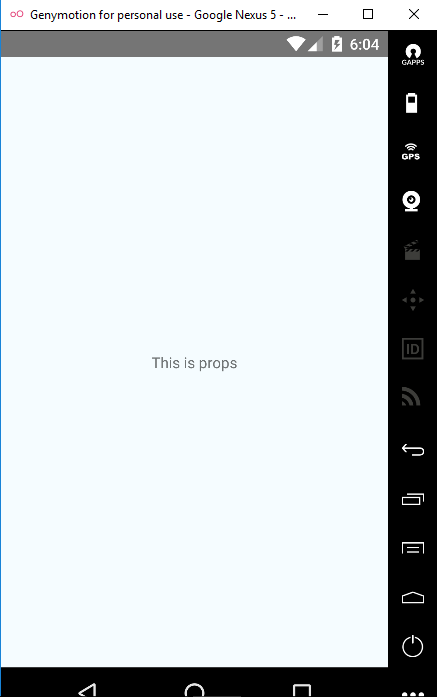 Genymotion for personal use - Google Nexus 5 - ...
6:04
GAPPS
GPS
This is props
ID